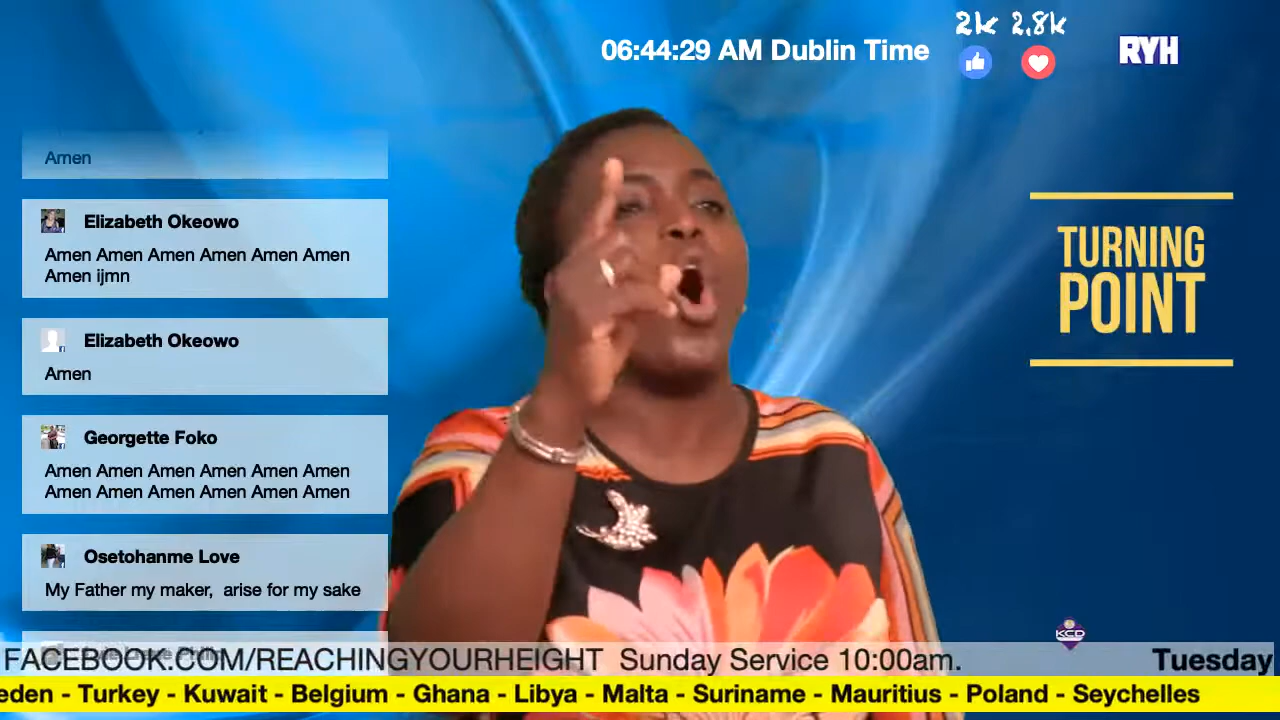 2k 2.8k
06:44:29 AM Dublin Time
RYH
Amen
Elizabeth Okeowo
Amen Amen Amen Amen Amen Amen
Amen ijmn
Elizabeth Okeowo
Amen
Georgette Foko
Amen Amen Amen Amen Amen Amen
Amen Amen Amen Amen Amen Amen
Osetohanme Love
My Father my maker,  arise for my sake
TURNING
POINT
KCD
FACEBOOK.COM/REACHINGYOURHEIGHT Sunday Service 10:00am. Tuesday
eden - Turkey - Kuwait - Belgium - Ghana - Libya - Malta - Suriname - Mauritius - Poland - Seychelles